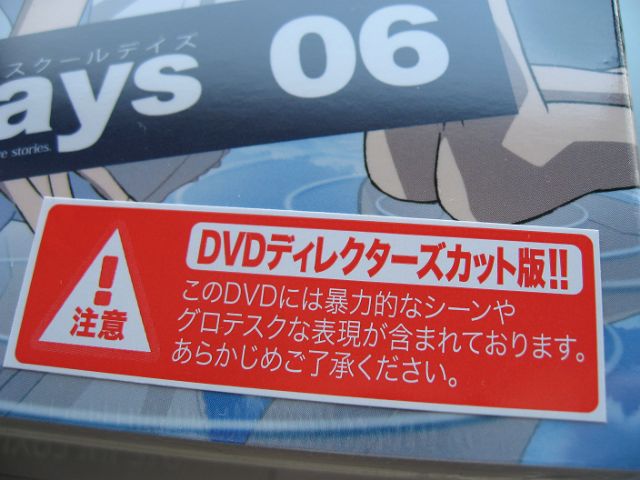 スクールデイズ
ays 06
e stories.
DVDディレクターズカット版!!
!
注意
このDVDには暴力的なシーンや
グロテスクな表現が含まれております。
あらかじめご了承ください。